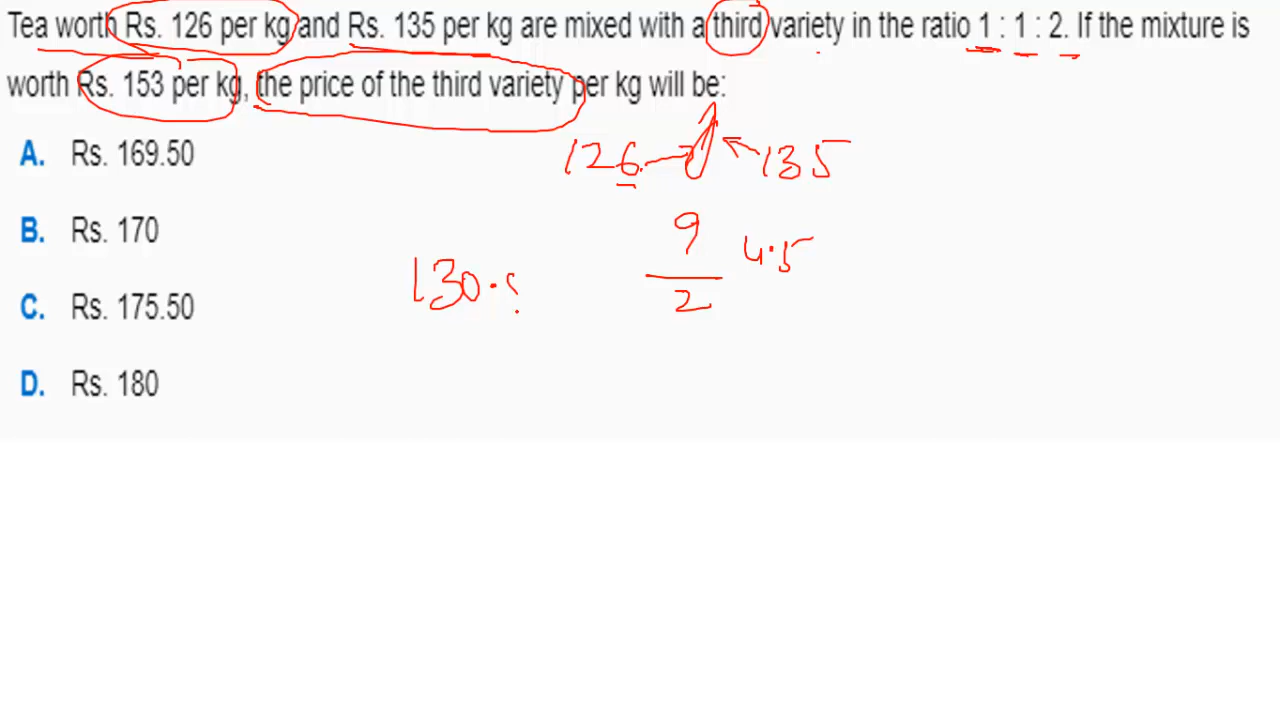 Tea worth Rs. 126 per kg and Rs. 135 per kg are mixed with a third variety in the ratio 1 : 1 : 2. If the mixture is
worth Rs. 153 per kg, the price of the third variety per kg will be:
A. Rs. 169.50
B. Rs. 170
C. Rs. 175.50
D. Rs. 180
126 135
9
2
4.5
130.5